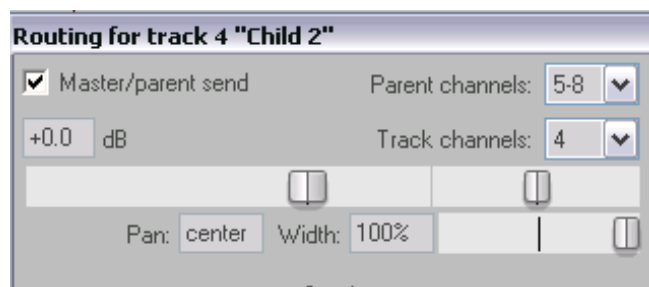 Routing for track 4 "Child 2"
Master/parent send Parent channels: 5-8
+0.0 dB Track channels: 4
Pan: center Width: 100%